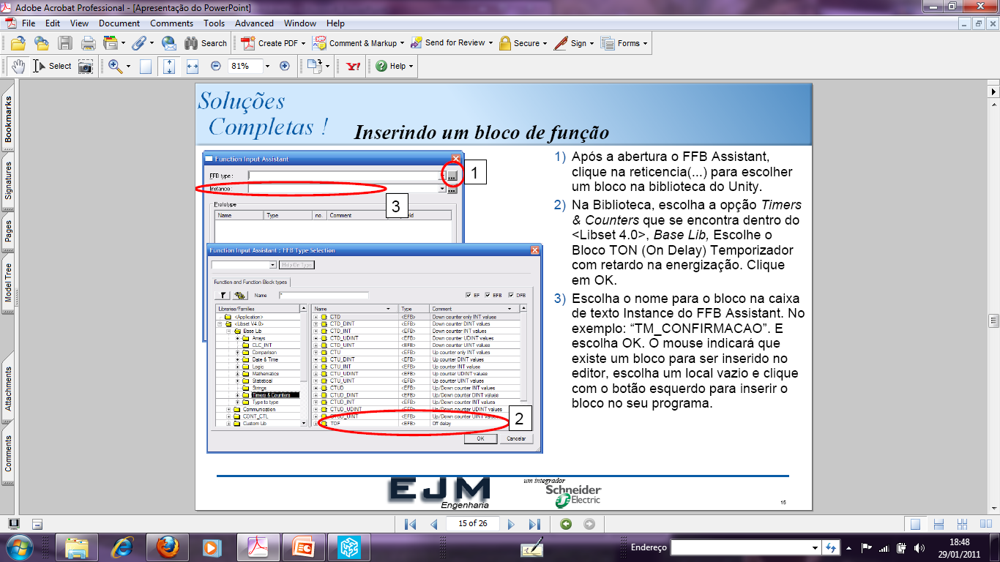 Adobe Acrobat Professional - [Apresentação do PowerPoint]
File Edit View Document Comments Tools Advanced Window Help
Search Create PDF Comment & Markup Send for Review Secure Sign Forms
Select 81% Y! Help
Bookmarks
Signatures
Pages
Model Tree
Attachments
Comments
Soluções
Completas !
Inserindo um bloco de função
Function Input Assistant
FFB type :
...
1
Instance :
...
3
Prototype
Name Type no. Comment
Function Input Assistant : FFB Type Selection
Help On Type
Function and Function Block types
Name * EF EFB DFB
Libraries/Families
<Application>
<Libset V4.0>
Base Lib
Arrays
CLC_INT
Comparison
Date & Time
Logic
Mathematics
Statistical
Strings
Timers & Counters
Type to type
Communication
CONT_CTL
Custom Lib
Name Type Comment
CTD <EFB> Down counter only INT values
CTD_DINT <EFB> Down counter DINT values
CTD_INT <EFB> Down counter INT values
CTD_UDINT <EFB> Down counter UDINT values
CTD_UINT <EFB> Down counter UINT values
CTU <EFB> Up counter only INT values
CTU_DINT <EFB> Up counter DINT values
CTU_INT <EFB> Up counter INT values
CTU_UDINT <EFB> Up counter UDINT values
CTU_UINT <EFB> Up counter UINT values
CTUD <EFB> Up/Down counter INT values
CTUD_DINT <EFB> Up/Down counter DINT values
CTUD_INT <EFB> Up/Down counter INT values
CTUD_UDINT <EFB> Up/Down counter UDINT values
CTUD_UINT <EFB> Up/Down counter UINT values
TOF <EFB> Off delay
2
OK Cancelar
1) Após a abertura o FFB Assistant,
clique na reticencia(...) para escolher
um bloco na biblioteca do Unity.
2) Na Biblioteca, escolha a opção Timers
& Counters que se encontra dentro do
<Libset 4.0>, Base Lib, Escolhe o
Bloco TON (On Delay) Temporizador
com retardo na energização. Clique
em OK.
3) Escolha o nome para o bloco na caixa
de texto Instance do FFB Assistant. No
exemplo: “TM_CONFIRMACAO”. E
escolha OK. O mouse indicará que
existe um bloco para ser inserido no
editor, escolha um local vazio e clique
com o botão esquerdo para inserir o
bloco no seu programa.
EJM
Engenharia
um integrador
Schneider
Electric
15
15 of 26
Endereço
18:48
29/01/2011